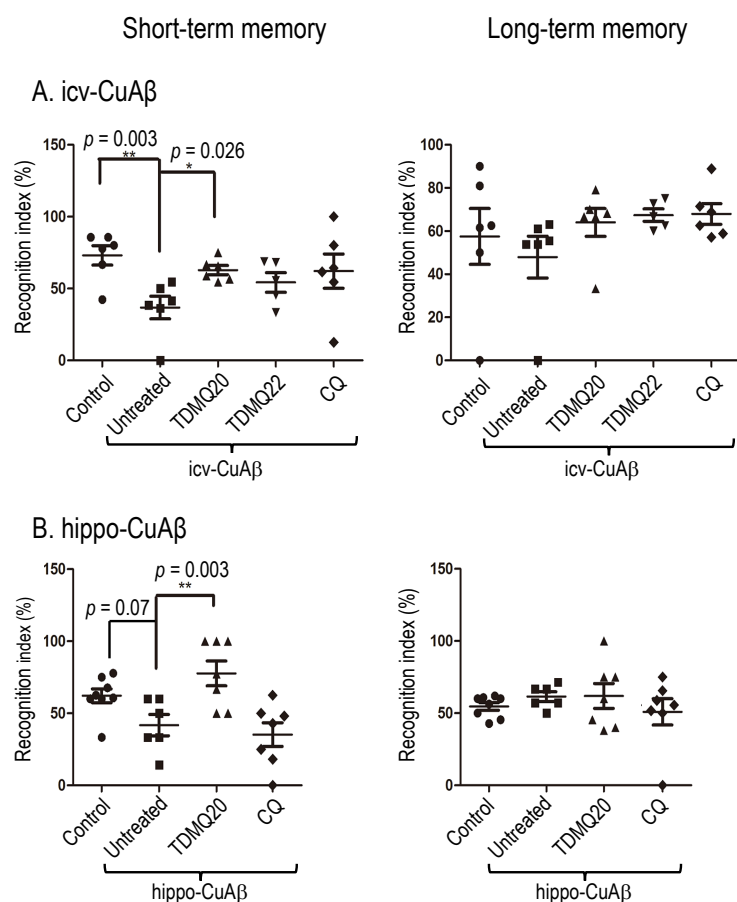 Short-term memory
Long-term memory
A. icv-CuAβ
Recognition index (%)
150
100
50
0
p = 0.003
**
p = 0.026
*
Control
Untreated
TDMQ20
TDMQ22
CQ
icv-CuAβ
Recognition index (%)
100
80
60
40
20
0
Control
Untreated
TDMQ20
TDMQ22
CQ
icv-CuAβ
B. hippo-CuAβ
Recognition index (%)
150
100
50
0
p = 0.07
p = 0.003
**
Control
Untreated
TDMQ20
CQ
hippo-CuAβ
Recognition index (%)
150
100
50
0
Control
Untreated
TDMQ20
CQ
hippo-CuAβ